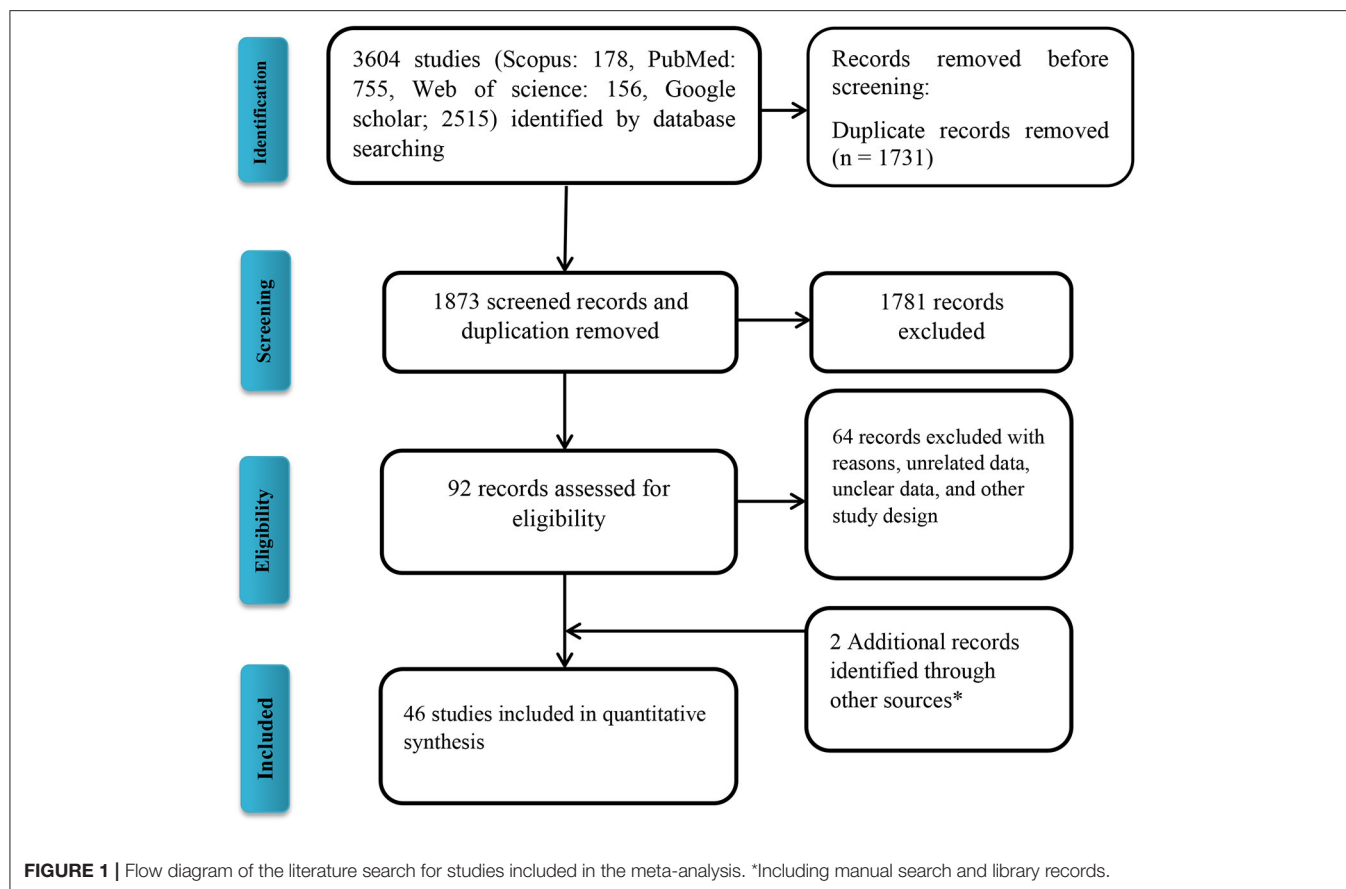 Identification
3604 studies (Scopus: 178, PubMed:
755, Web of science: 156, Google
scholar; 2515) identified by database
searching
Records removed before
screening:
Duplicate records removed
(n = 1731)
Screening
1873 screened records and
duplication removed
1781 records
excluded
Eligibility
92 records assessed for
eligibility
64 records excluded with
reasons, unrelated data,
unclear data, and other
study design
2 Additional records
identified through
other sources*
Included
46 studies included in quantitative
synthesis
FIGURE 1 | Flow diagram of the literature search for studies included in the meta-analysis. *Including manual search and library records.